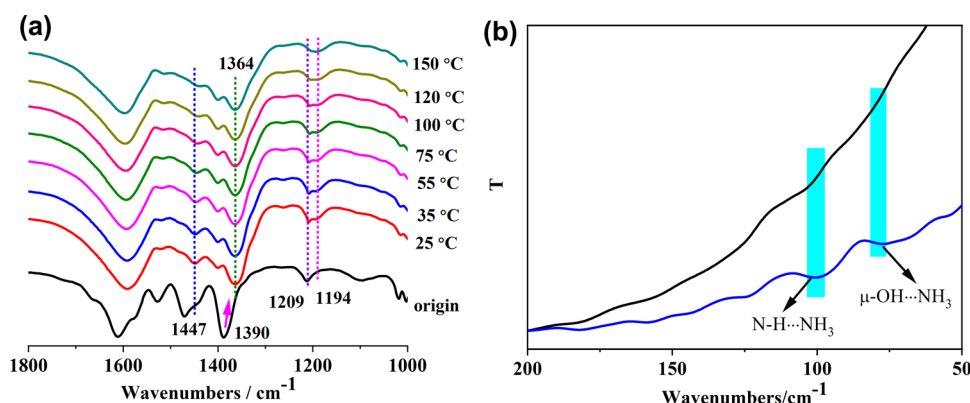 (a)
1364
150 °C
120 °C
100 °C
75 °C
55 °C
35 °C
25 °C
origin
1209
1194
1447
1390
1800
1600
1400
1200
1000
Wavenumbers / cm-1
(b)
T
N-H···NH3
μ-OH···NH3
200
150
100
50
Wavenumbers/cm-1